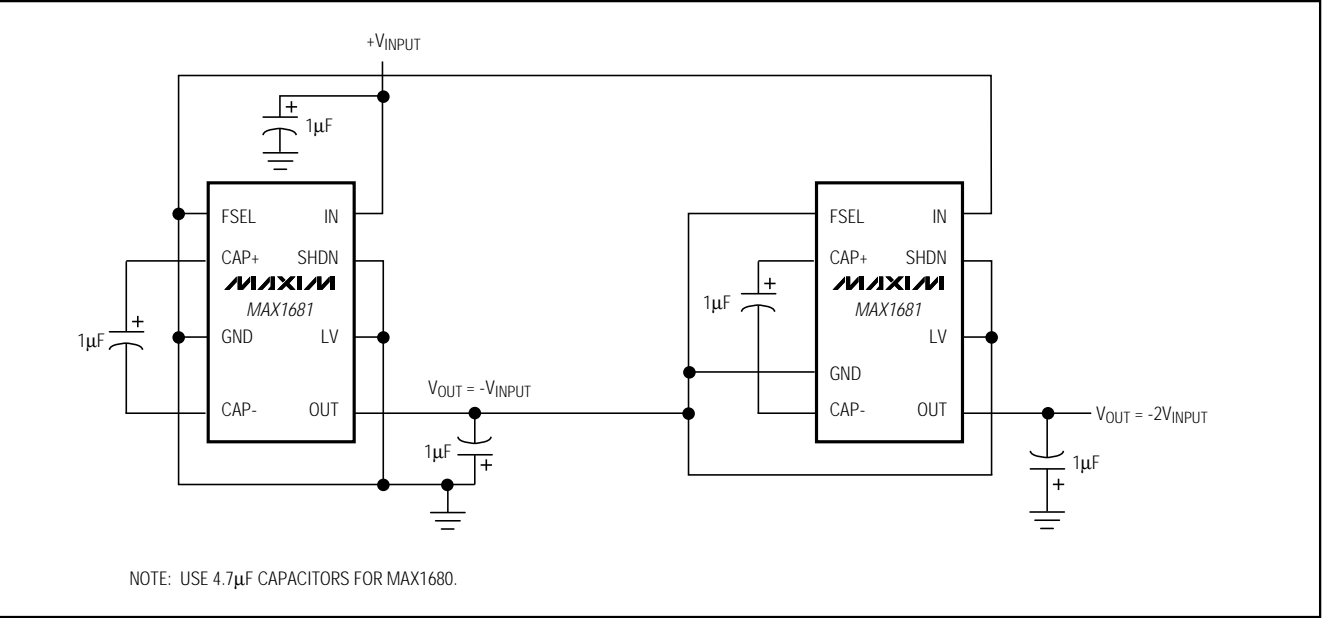 +VINPUT
+
1µF
FSEL IN
CAP+ SHDN
MAXIM
MAX1681
GND LV
CAP- OUT
+
1µF
VOUT = -VINPUT
1µF
+
FSEL IN
CAP+ SHDN
MAXIM
MAX1681
LV
GND
CAP- OUT
+
1µF
VOUT = -2VINPUT
1µF
+
NOTE: USE 4.7µF CAPACITORS FOR MAX1680.